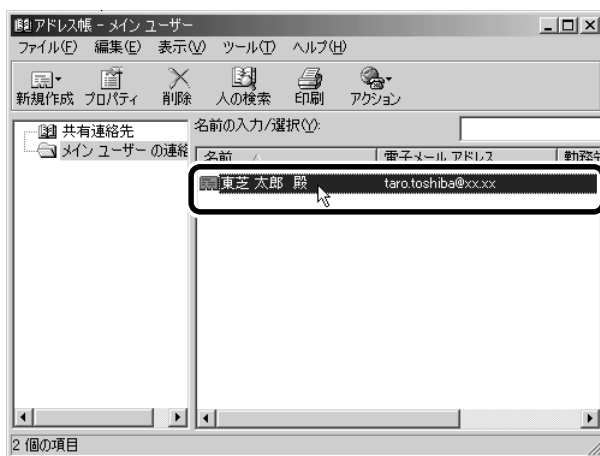 アドレス帳 - メイン ユーザー
ファイル(F) 編集(E) 表示(V) ツール(T) ヘルプ(H)
新規作成 プロパティ 削除 人の検索 印刷 アクション
共有連絡先
メイン ユーザー の連絡
名前の入力/選択(Y):
名前 電子メール アドレス 勤務先
東芝 太郎 殿 taro.toshiba@xx.xx
2 個の項目